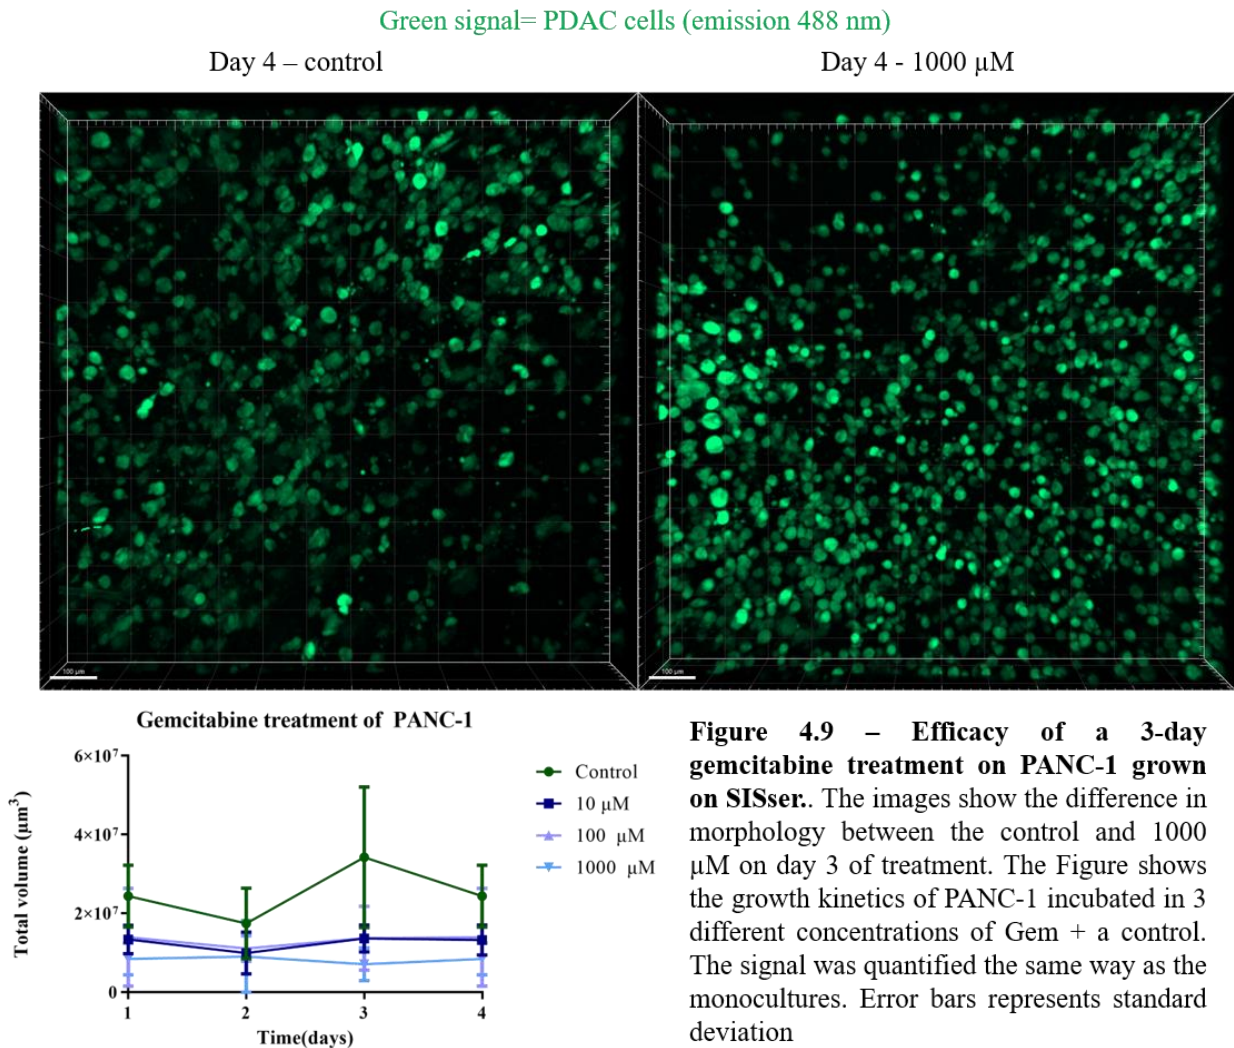 Green signal= PDAC cells (emission 488 nm)
Day 4 – control
Day 4 - 1000 µM
100 µm
100 µm
Gemcitabine treatment of PANC-1
6×10⁷
4×10⁷
2×10⁷
0
Total volume (µm³)
1 2 3 4
Time(days)
Control
10 µM
100 µM
1000 µM
Figure 4.9 – Efficacy of a 3-day
gemcitabine treatment on PANC-1 grown
on SISser.. The images show the difference in
morphology between the control and 1000
µM on day 3 of treatment. The Figure shows
the growth kinetics of PANC-1 incubated in 3
different concentrations of Gem + a control.
The signal was quantified the same way as the
monocultures. Error bars represents standard
deviation